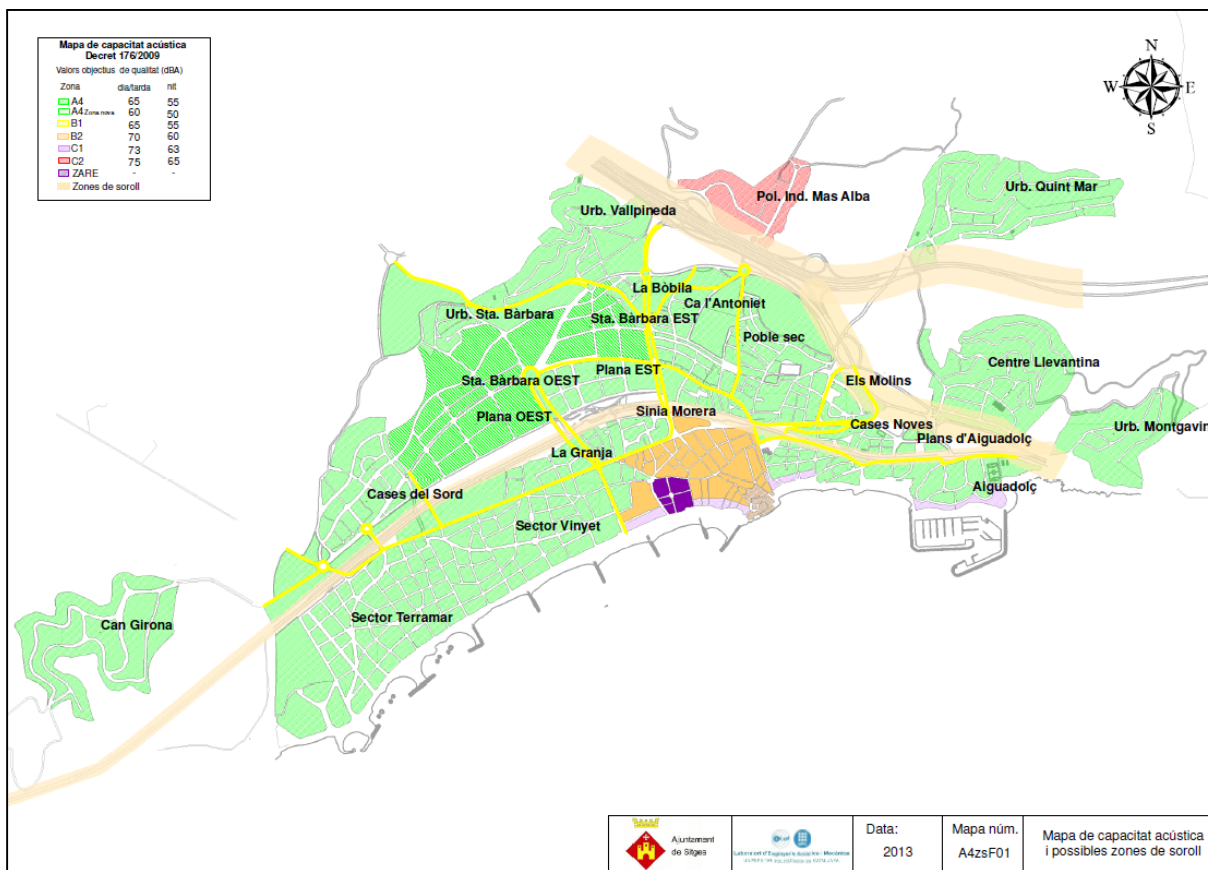 Mapa de capacitat acústica
Decret 176/2009
Valors objectius de qualitat (dBA)
Zona dia/tarda nit
A4 65 55
A4 Zona nova 60 50
B1 65 55
B2 70 60
C1 73 63
C2 75 65
ZARE - -
Zones de soroll
N
W E
S
Pol. Ind. Mas Alba
Urb. Quint Mar
Urb. Vallpineda
La Bòbila
Ca l'Antoniet
Urb. Sta. Bàrbara
Sta. Bàrbara EST
Poble sec
Centre Llevantina
Plana EST
Sta. Bàrbara OEST
Els Molins
Sinia Morera
Plana OEST
Cases Noves
Urb. Montgavin
Plans d'Aiguadolç
La Granja
Aiguadolç
Cases del Sord
Sector Vinyet
Sector Terramar
Can Girona
Ajuntament
de Sitges
Data:
2013
Mapa núm.
A4zsF01
Mapa de capacitat acústica
i possibles zones de soroll